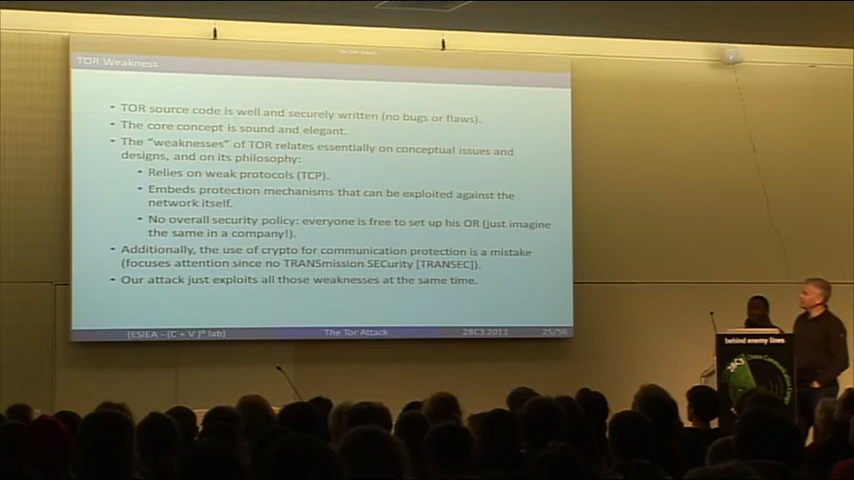 The TOR Attack
TOR Weakness
• TOR source code is well and securely written (no bugs or flaws).
• The core concept is sound and elegant.
• The "weaknesses" of TOR relates essentially on conceptual issues and
designs, and on its philosophy:
• Relies on weak protocols (TCP).
• Embeds protection mechanisms that can be exploited against the
network itself.
• No overall security policy: everyone is free to set up his OR (just imagine
the same in a company!).
• Additionally, the use of crypto for communication protection is a mistake
(focuses attention since no TRANSmission SECurity [TRANSEC]).
• Our attack just exploits all those weaknesses at the same time.
(ESIEA - (C + V)º lab) The Tor Attack 28C3 2011 25/56
behind enemy lines